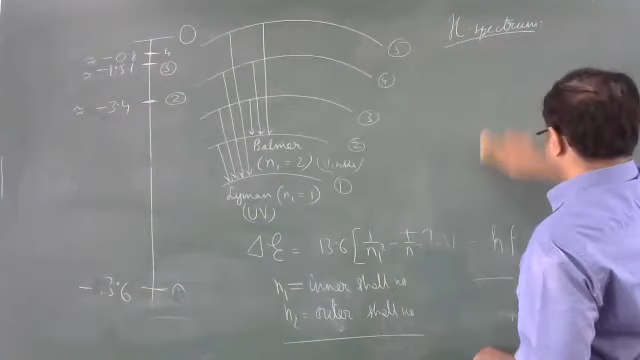 H spectrum:
0
≈ -0.8 4
≈ -1.51 ③
≈ -3.4 ②
-13.6
⑤
④
③
②
①
Balmer
(n₁ = 2) (Visible)
Lyman (n₁ = 1)
(UV)
ΔE = 13.6 [1/n₁² - 1/n = hf
n₁ = inner shell no
n₂ = outer shell no